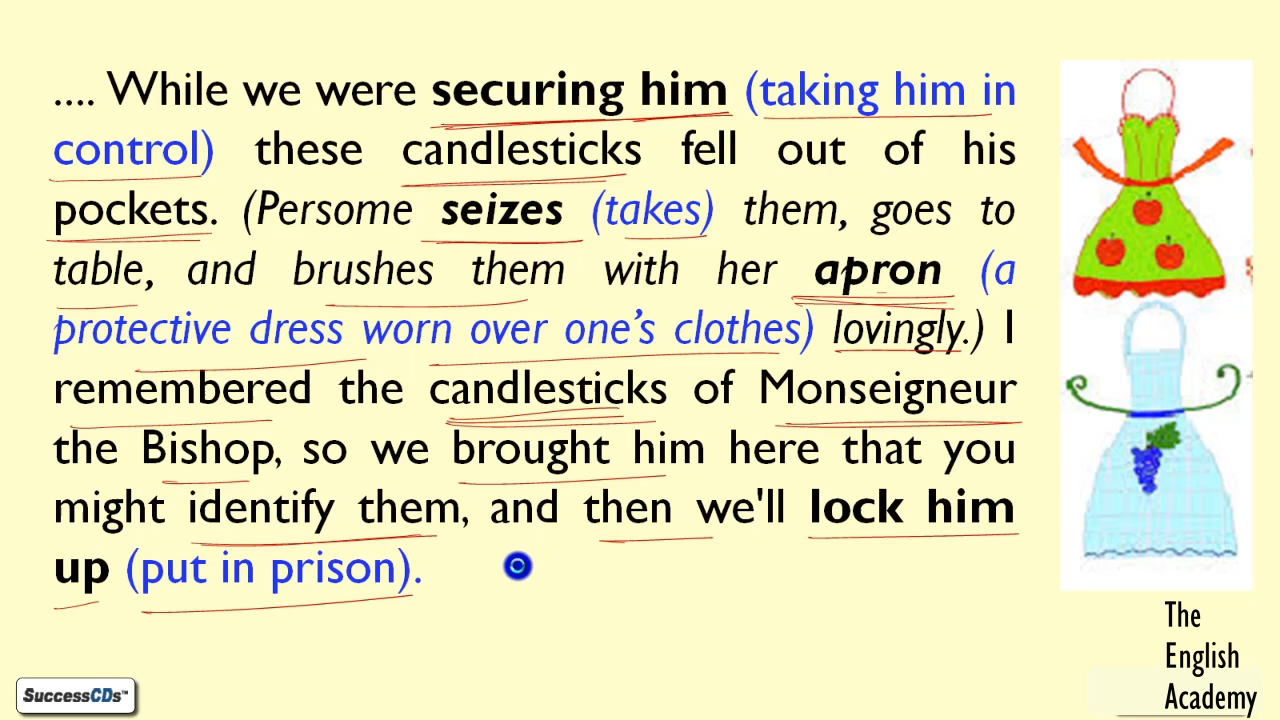 .... While we were securing him (taking him in
control) these candlesticks fell out of his
pockets. (Persome seizes (takes) them, goes to
table, and brushes them with her apron (a
protective dress worn over one's clothes) lovingly.) I
remembered the candlesticks of Monseigneur
the Bishop, so we brought him here that you
might identify them, and then we'll lock him
up (put in prison).
The
English
Academy
SuccessCDs™